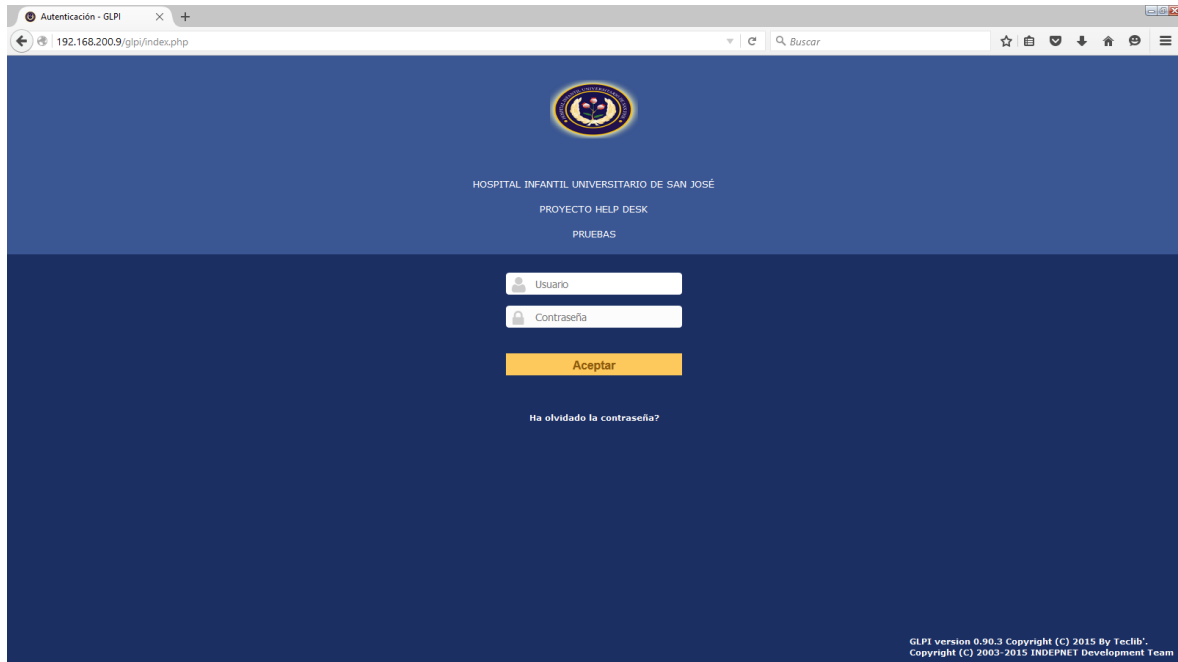 Autenticación - GLPI
192.168.200.9/glpi/index.php
Buscar
HOSPITAL INFANTIL UNIVERSITARIO DE SAN JOSÉ
PROYECTO HELP DESK
PRUEBAS
Usuario
Contraseña
Aceptar
Ha olvidado la contraseña?
GLPI version 0.90.3 Copyright (C) 2015 By Teclib'.
Copyright (C) 2003-2015 INDEPNET Development Team